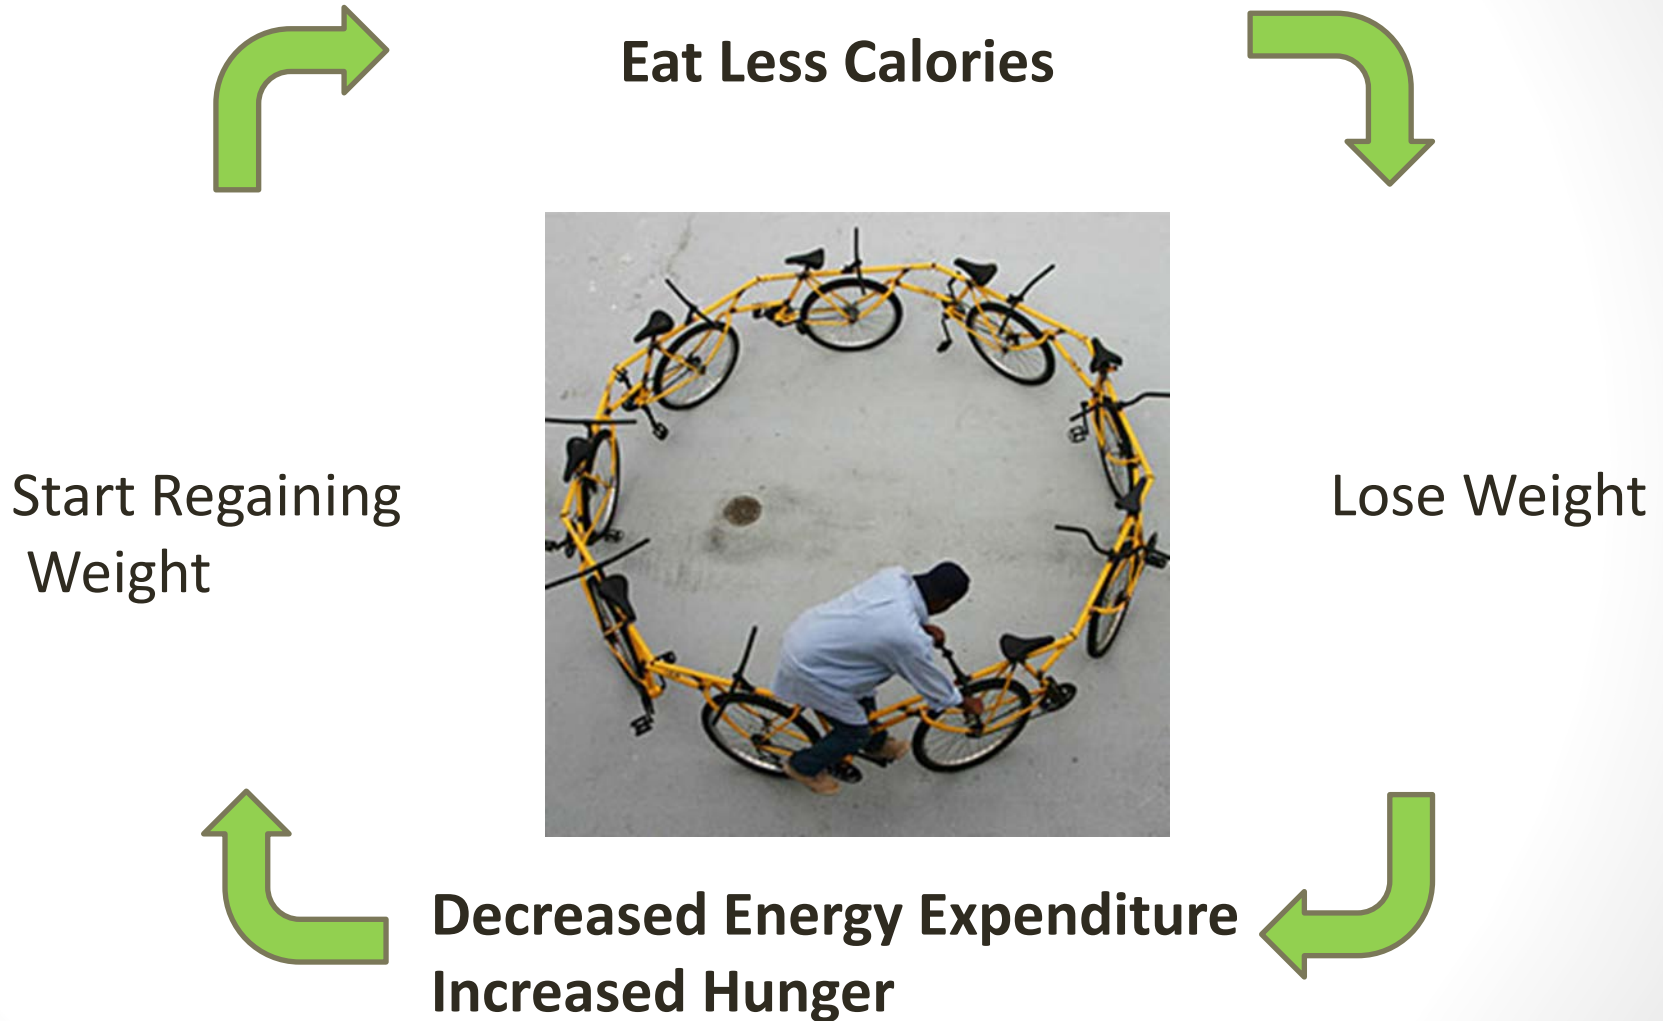 Eat Less Calories
Start Regaining
Weight
Lose Weight
Decreased Energy Expenditure
Increased Hunger